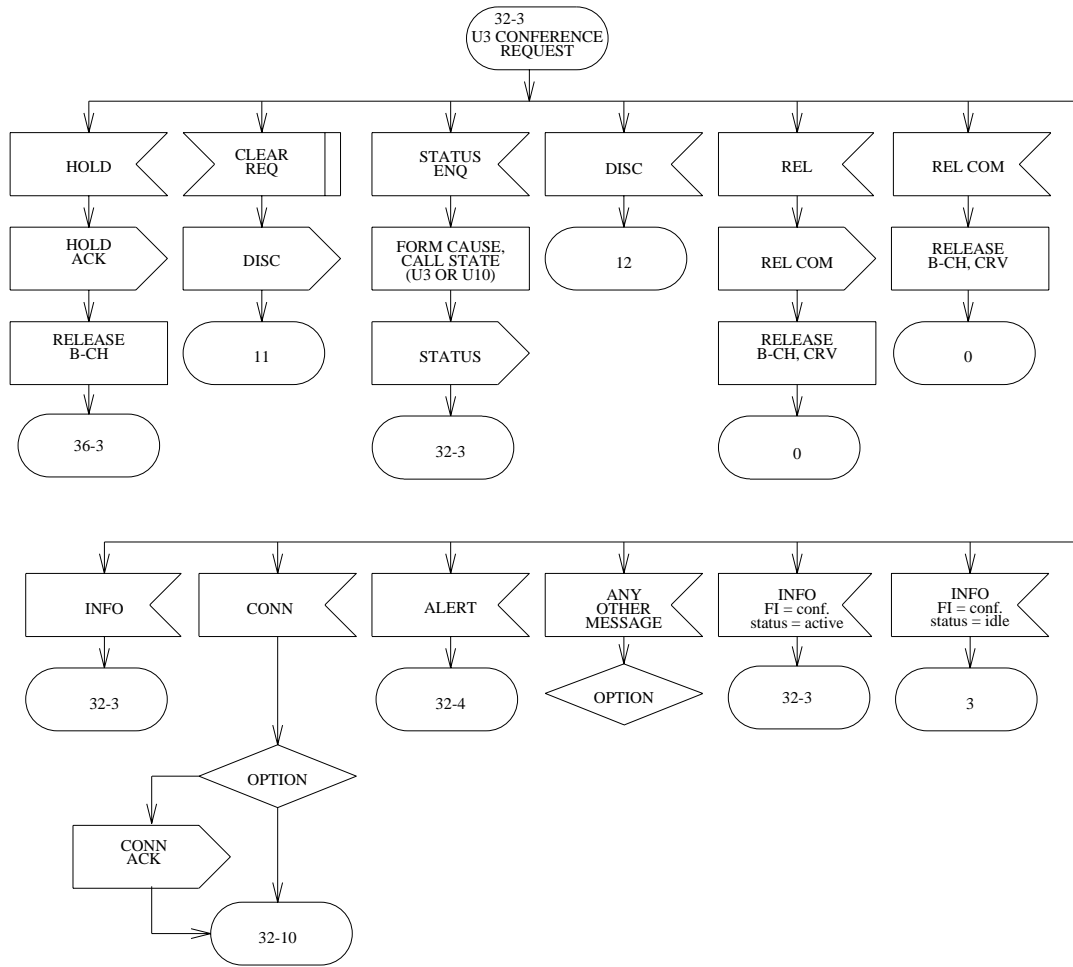 32-3
U3 CONFERENCE
REQUEST
HOLD
CLEAR
REQ
STATUS
ENQ
DISC
REL
REL COM
HOLD
ACK
DISC
FORM CAUSE,
CALL STATE
(U3 OR U10)
12
REL COM
RELEASE
B-CH, CRV
RELEASE
B-CH
11
STATUS
RELEASE
B-CH, CRV
0
36-3
32-3
0
INFO
CONN
ALERT
ANY
OTHER
MESSAGE
INFO
FI = conf.
status = active
INFO
FI = conf.
status = idle
32-3
32-4
OPTION
32-3
3
OPTION
CONN
ACK
32-10